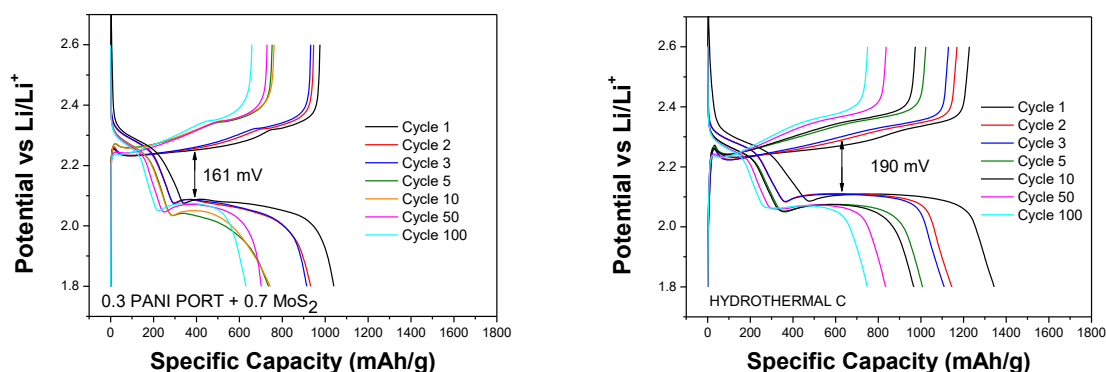 Potential vs Li/Li+
2.6
2.4
2.2
2.0
1.8
161 mV
Cycle 1
Cycle 2
Cycle 3
Cycle 5
Cycle 10
Cycle 50
Cycle 100
0.3 PANI PORT + 0.7 MoS2
0 200 400 600 800 1000 1200 1400 1600 1800
Specific Capacity (mAh/g)
Potential vs Li/Li+
2.6
2.4
2.2
2.0
1.8
190 mV
Cycle 1
Cycle 2
Cycle 3
Cycle 5
Cycle 10
Cycle 50
Cycle 100
HYDROTHERMAL C
0 200 400 600 800 1000 1200 1400 1600 1800
Specific Capacity (mAh/g)